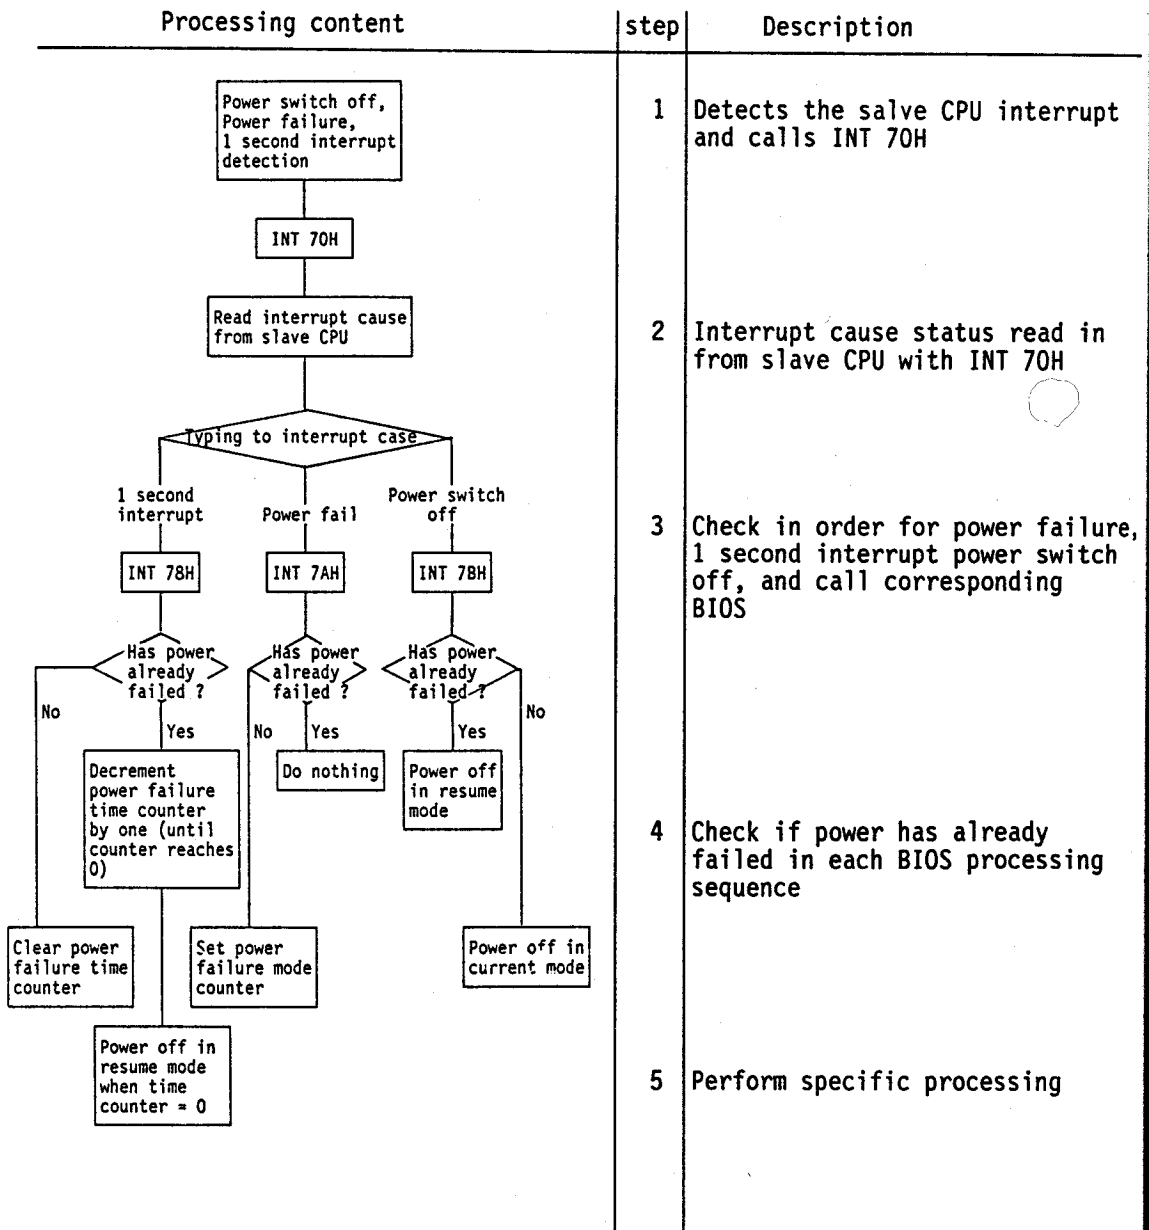 Processing content
step
Description
Power switch off,
Power failure,
1 second interrupt
detection
INT 70H
Read interrupt cause
from slave CPU
Typing to interrupt case
1 second
interrupt
Power fail
Power switch
off
INT 78H
INT 7AH
INT 7BH
Has power
already
failed ?
Has power
already
failed ?
Has power
already
failed ?
No
Yes
No
Yes
Yes
No
Decrement
power failure
time counter
by one (until
counter reaches
0)
Do nothing
Power off
in resume
mode
Clear power
failure time
counter
Set power
failure mode
counter
Power off in
current mode
Power off in
resume mode
when time
counter = 0
1
Detects the salve CPU interrupt
and calls INT 70H
2
Interrupt cause status read in
from slave CPU with INT 70H
3
Check in order for power failure,
1 second interrupt power switch
off, and call corresponding
BIOS
4
Check if power has already
failed in each BIOS processing
sequence
5
Perform specific processing